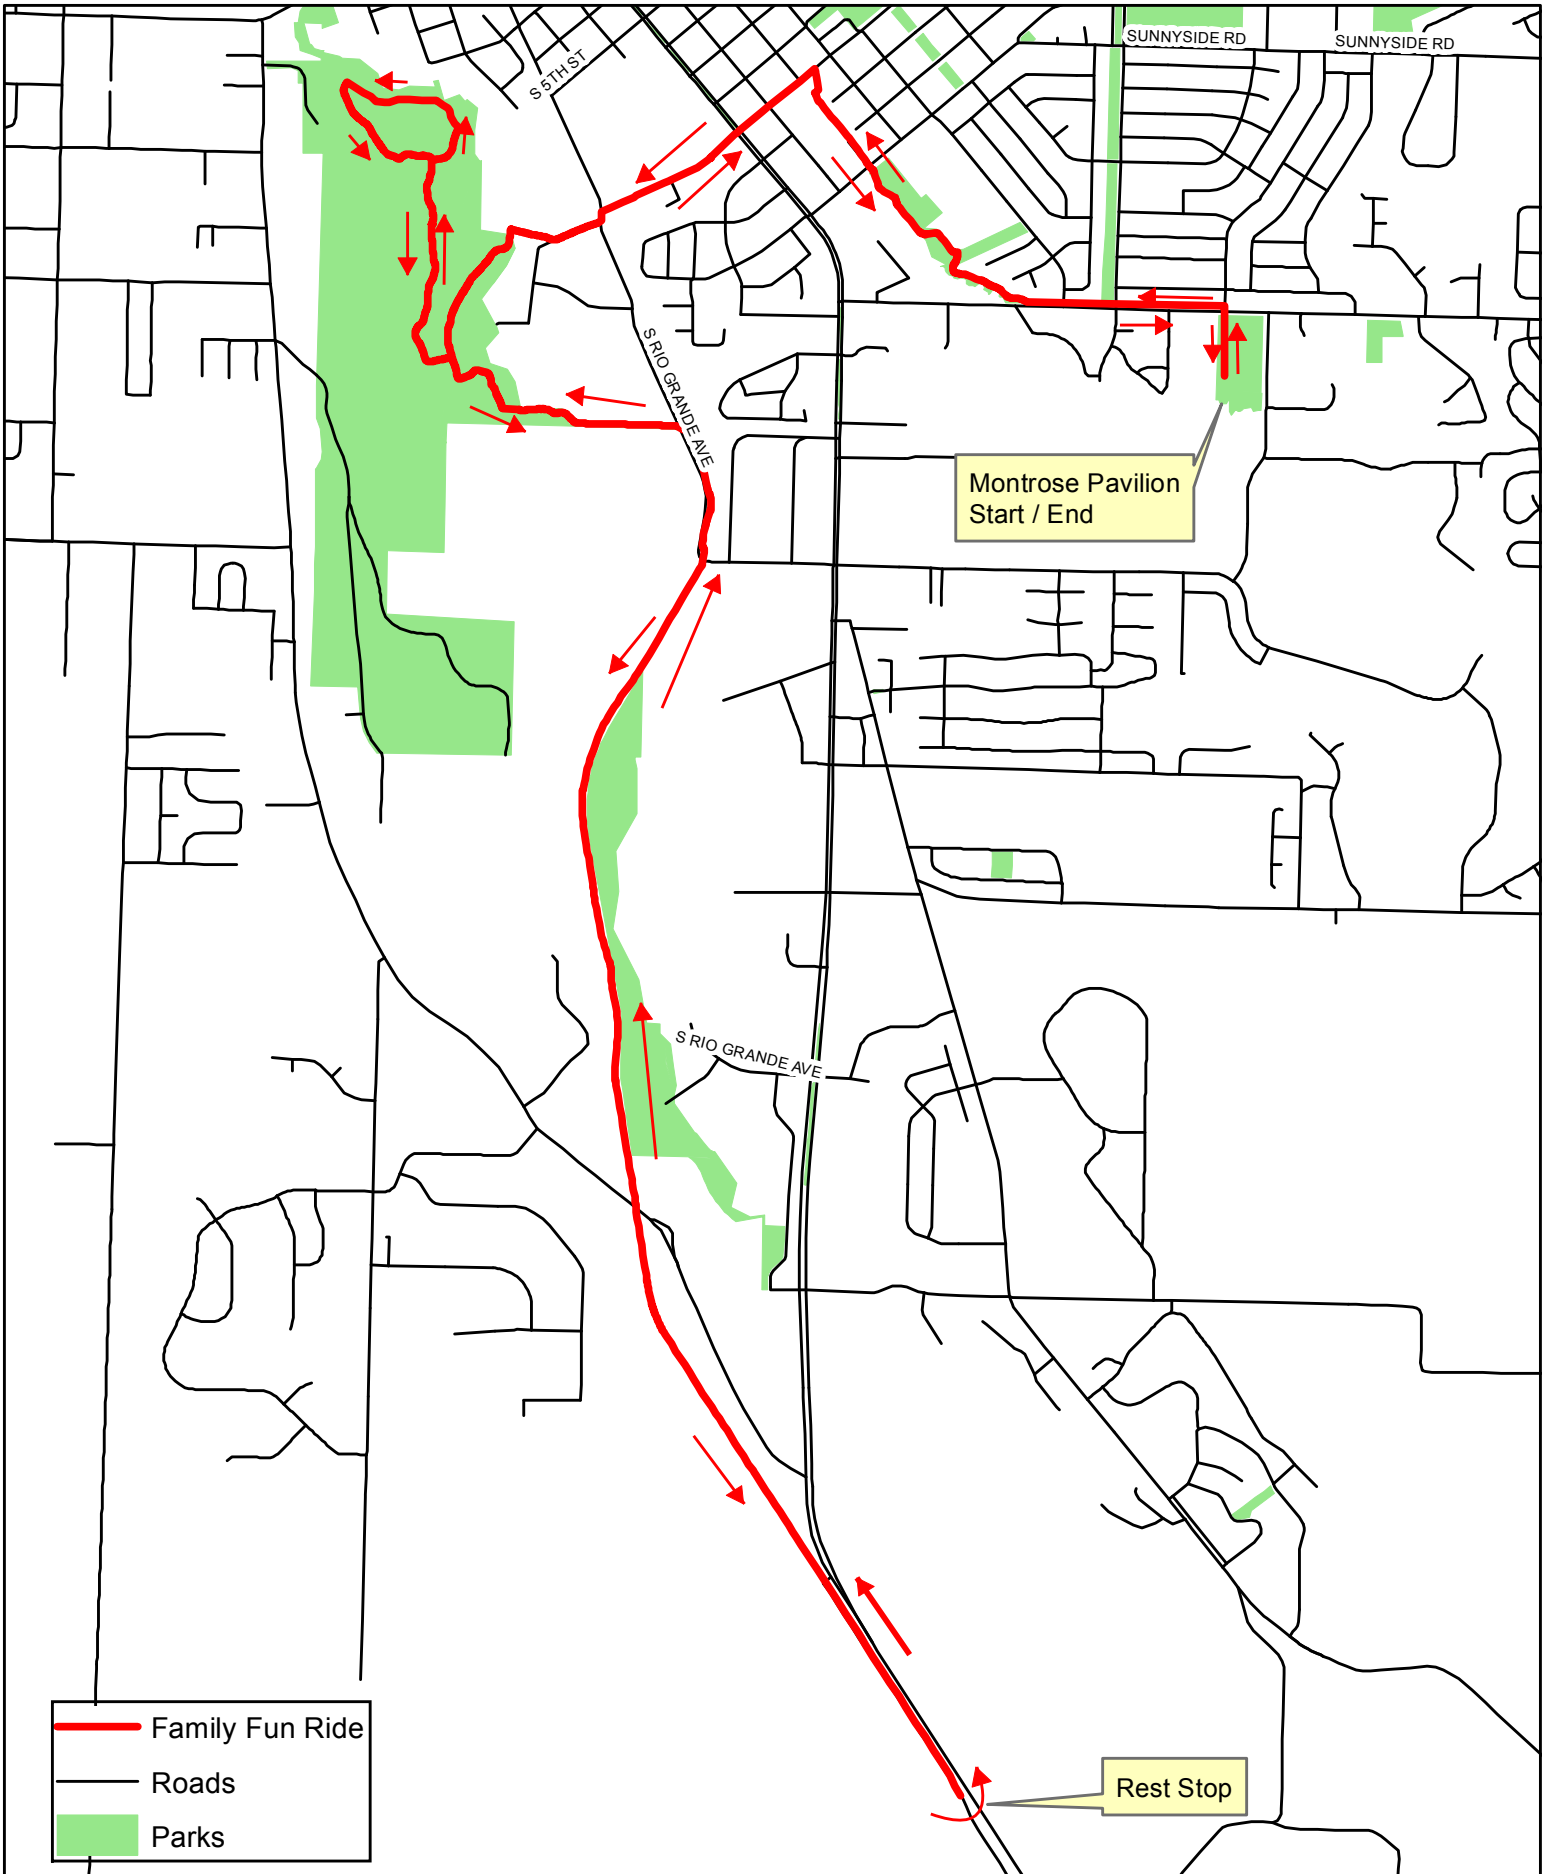 SUNNYSIDE RD
SUNNYSIDE RD
S 5TH ST
S RIO GRANDE AVE
Montrose Pavilion
Start / End
S RIO GRANDE AVE
Family Fun Ride
Roads
Parks
Rest Stop